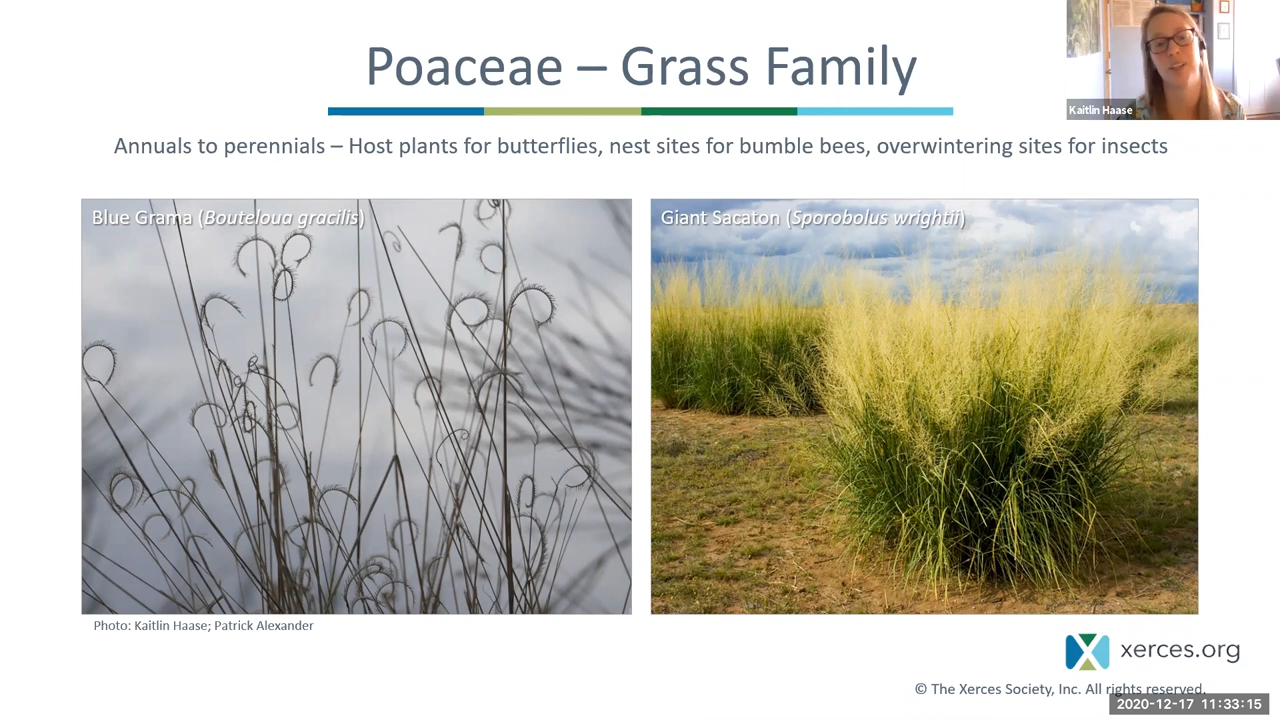 Poaceae – Grass Family
Kaitlin Haase
Annuals to perennials – Host plants for butterflies, nest sites for bumble bees, overwintering sites for insects
Blue Grama (Bouteloua gracilis)
Giant Sacaton (Sporobolus wrightii)
Photo: Kaitlin Haase; Patrick Alexander
xerces.org
© The Xerces Society, Inc. All rights reserved.
2020-12-17 11:33:15